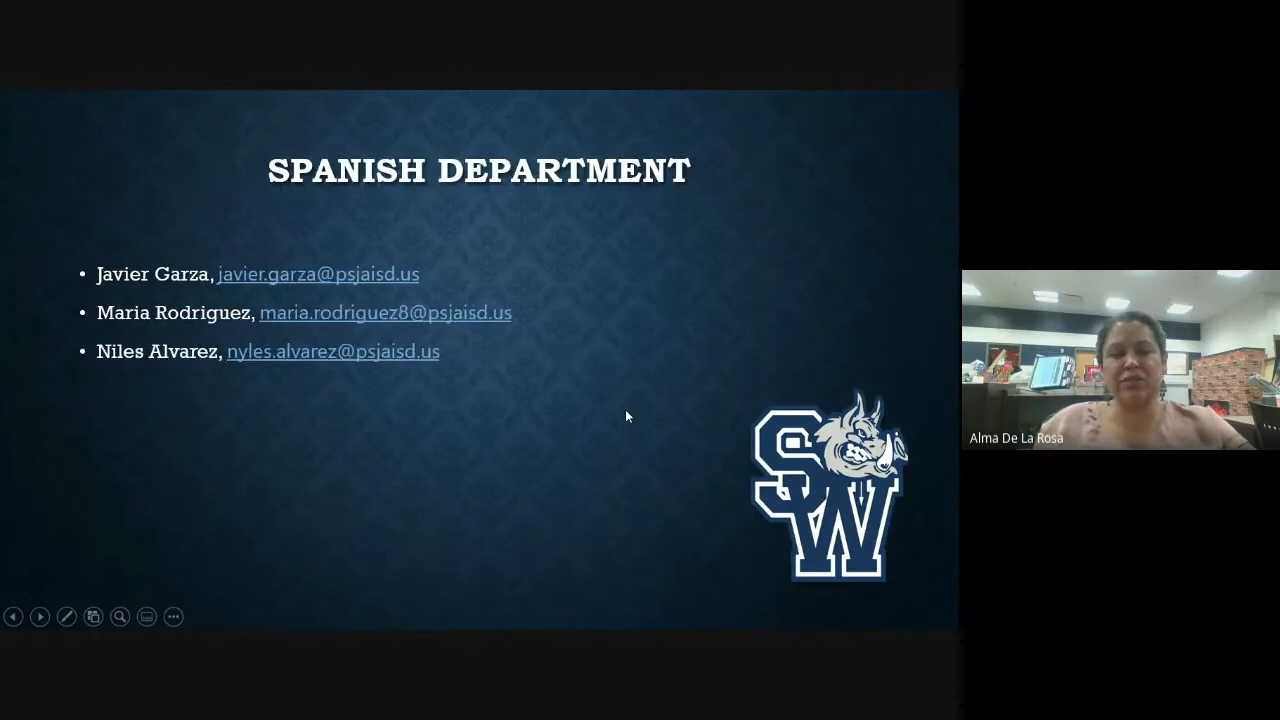 SPANISH DEPARTMENT
• Javier Garza, javier.garza@psjaisd.us
• Maria Rodriguez, maria.rodriguez8@psjaisd.us
• Niles Alvarez, nyles.alvarez@psjaisd.us
SW
Alma De La Rosa